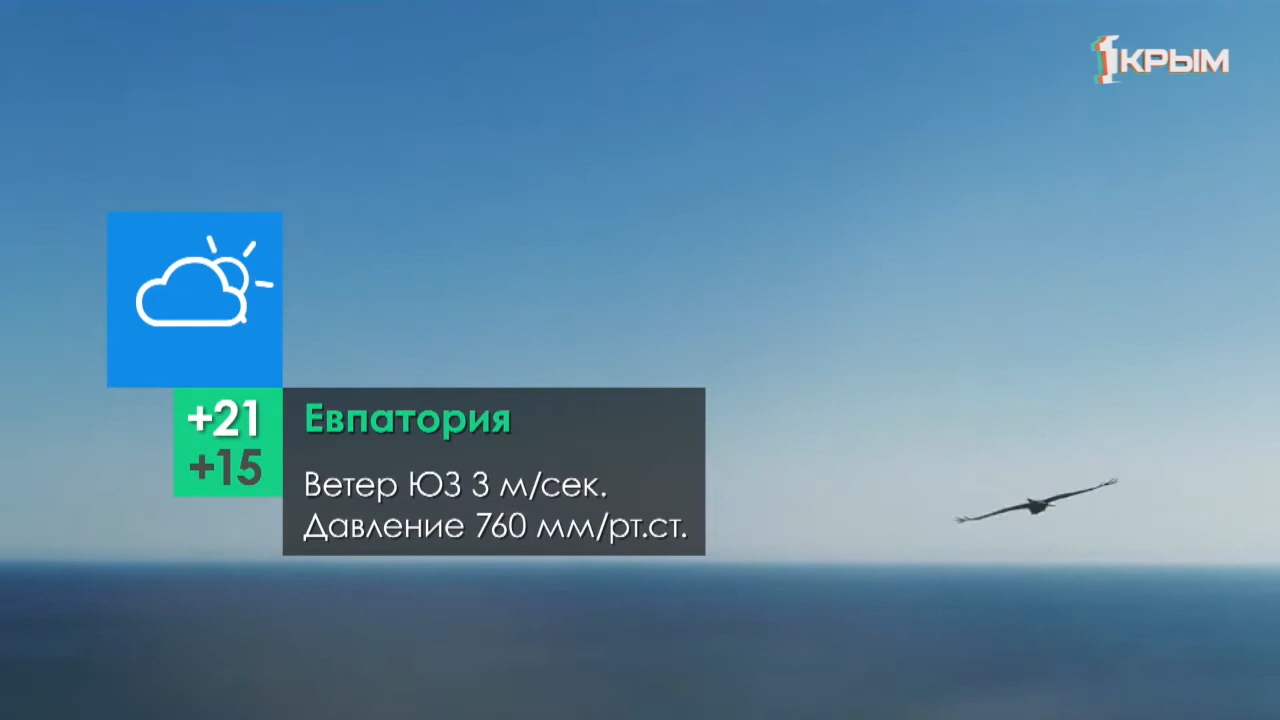 1КРЫМ
+21
+15
Евпатория
Ветер ЮЗ 3 м/сек.
Давление 760 мм/рт.ст.